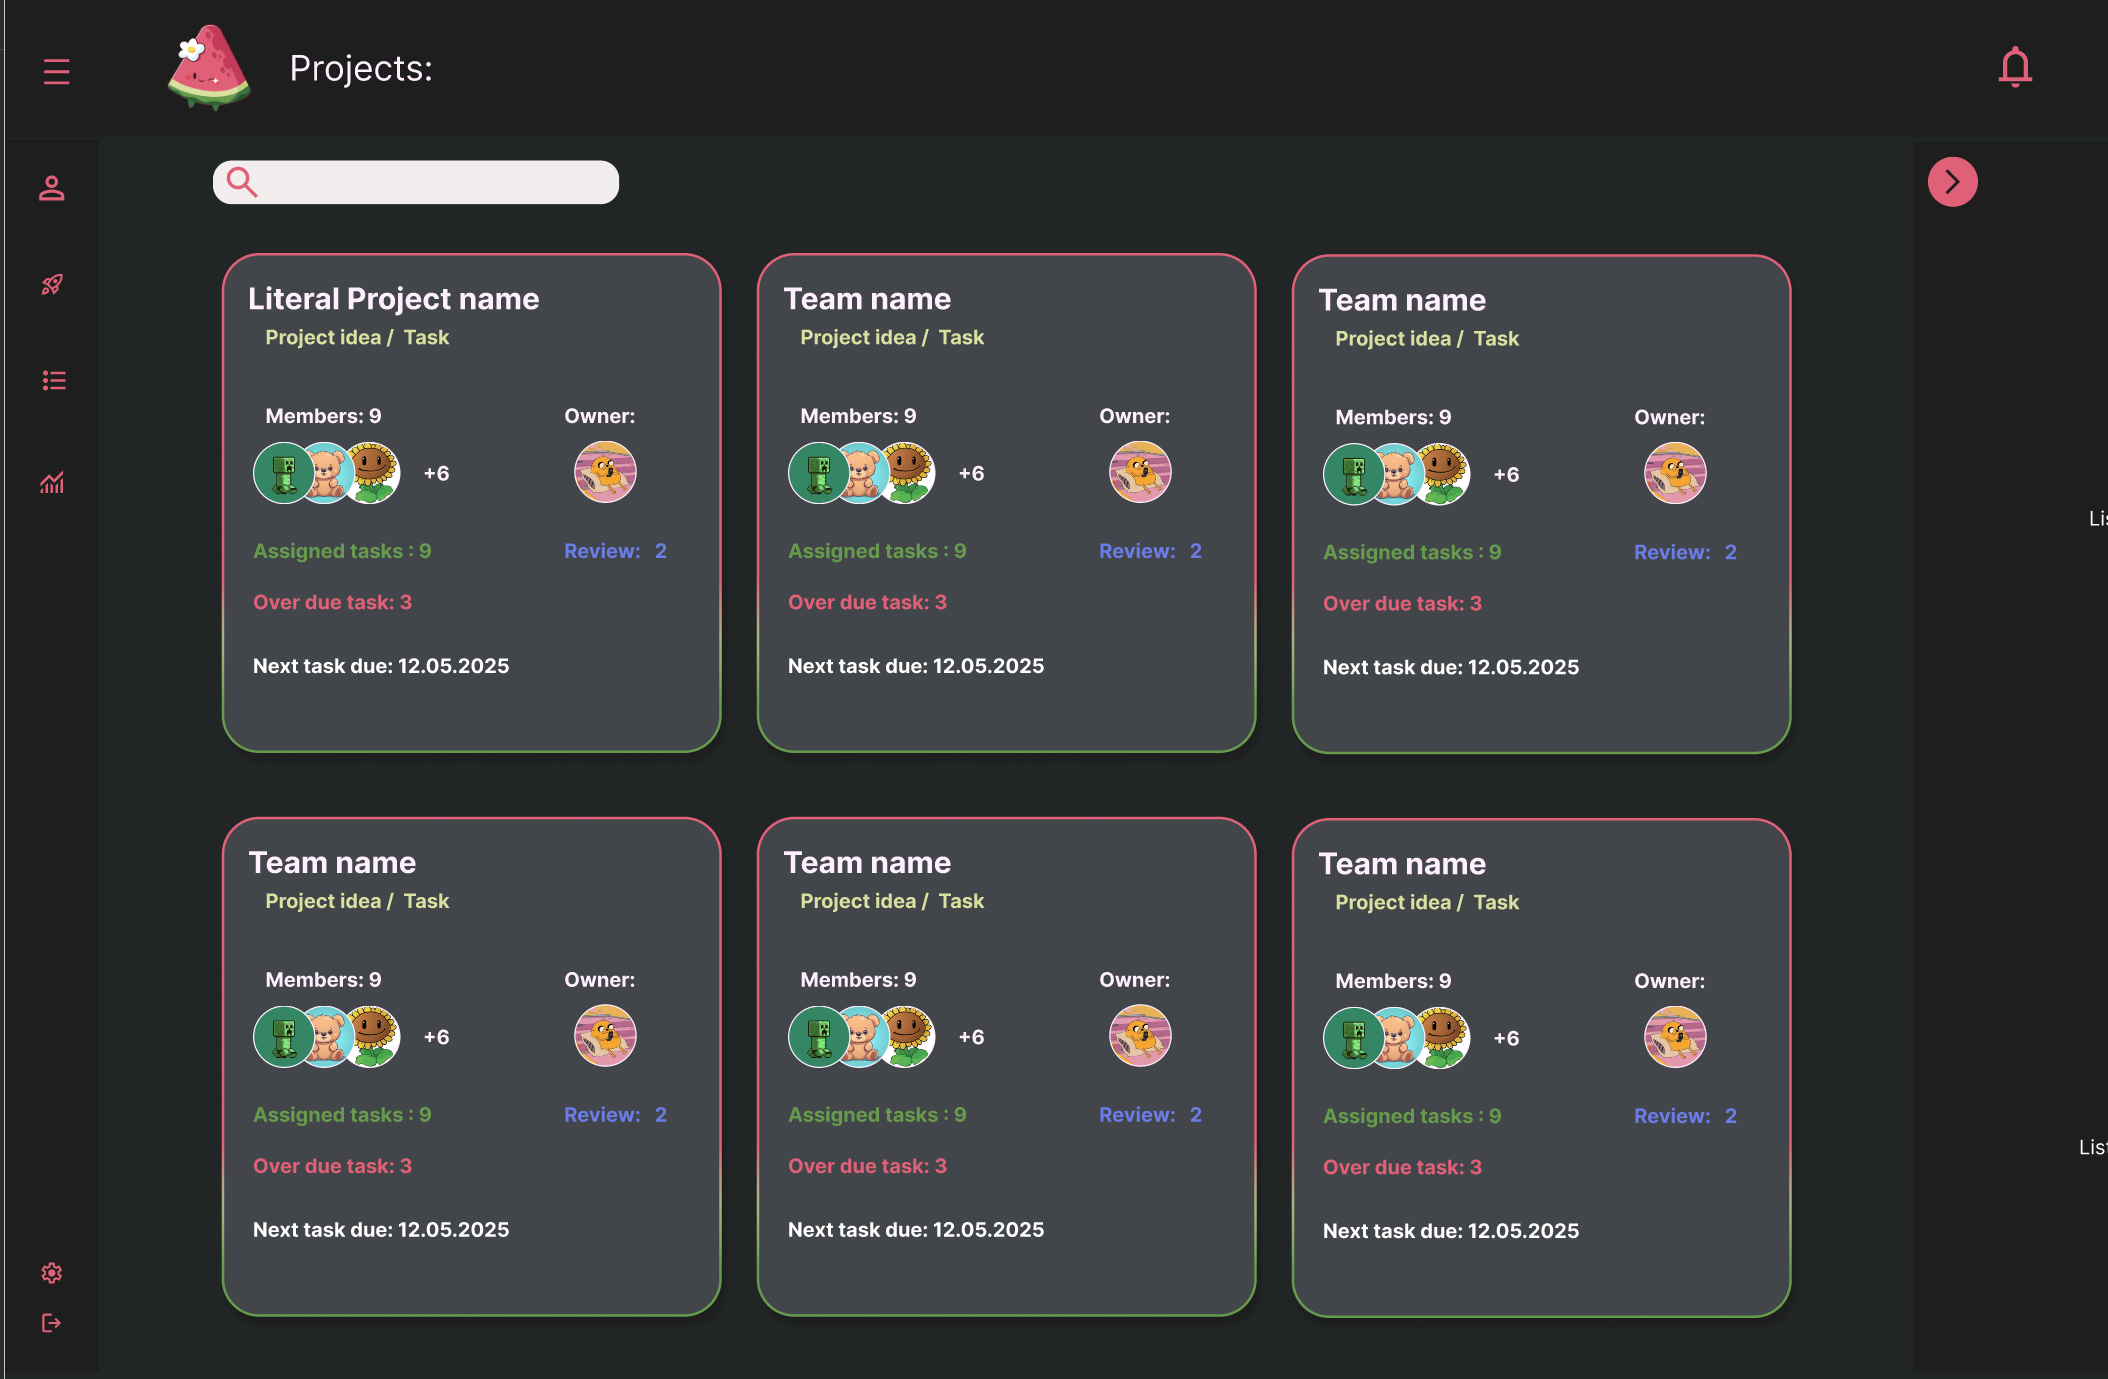 Projects:
Literal Project name
Project idea /  Task
Members: 9
Owner:
+6
Assigned tasks : 9
Review:  2
Over due task: 3
Next task due: 12.05.2025
Team name
Project idea /  Task
Members: 9
Owner:
+6
Assigned tasks : 9
Review:  2
Over due task: 3
Next task due: 12.05.2025
Team name
Project idea /  Task
Members: 9
Owner:
+6
Assigned tasks : 9
Review:  2
Over due task: 3
Next task due: 12.05.2025
Team name
Project idea /  Task
Members: 9
Owner:
+6
Assigned tasks : 9
Review:  2
Over due task: 3
Next task due: 12.05.2025
Team name
Project idea /  Task
Members: 9
Owner:
+6
Assigned tasks : 9
Review:  2
Over due task: 3
Next task due: 12.05.2025
Team name
Project idea /  Task
Members: 9
Owner:
+6
Assigned tasks : 9
Review:  2
Over due task: 3
Next task due: 12.05.2025